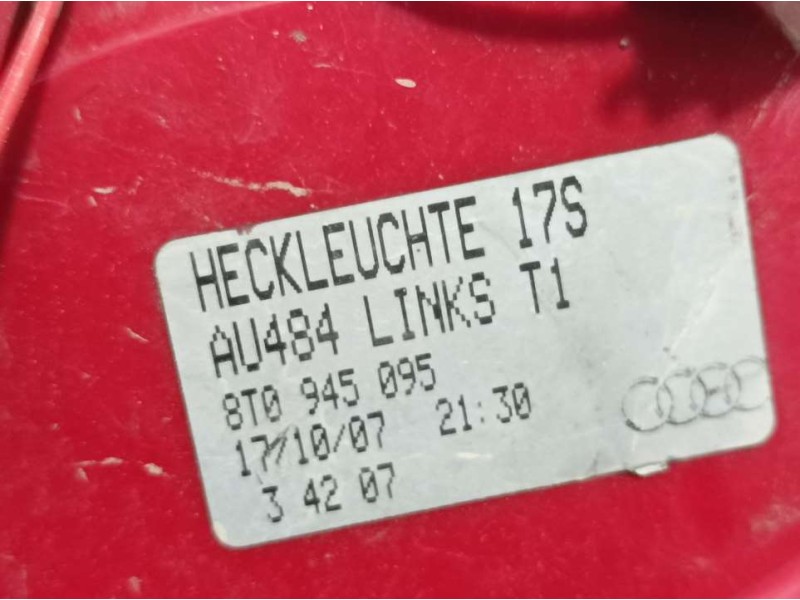 HECKLEUCHTE 17S
AU484 LINKS T1
8T0 945 095
17/10/07 21:30
3 42 07